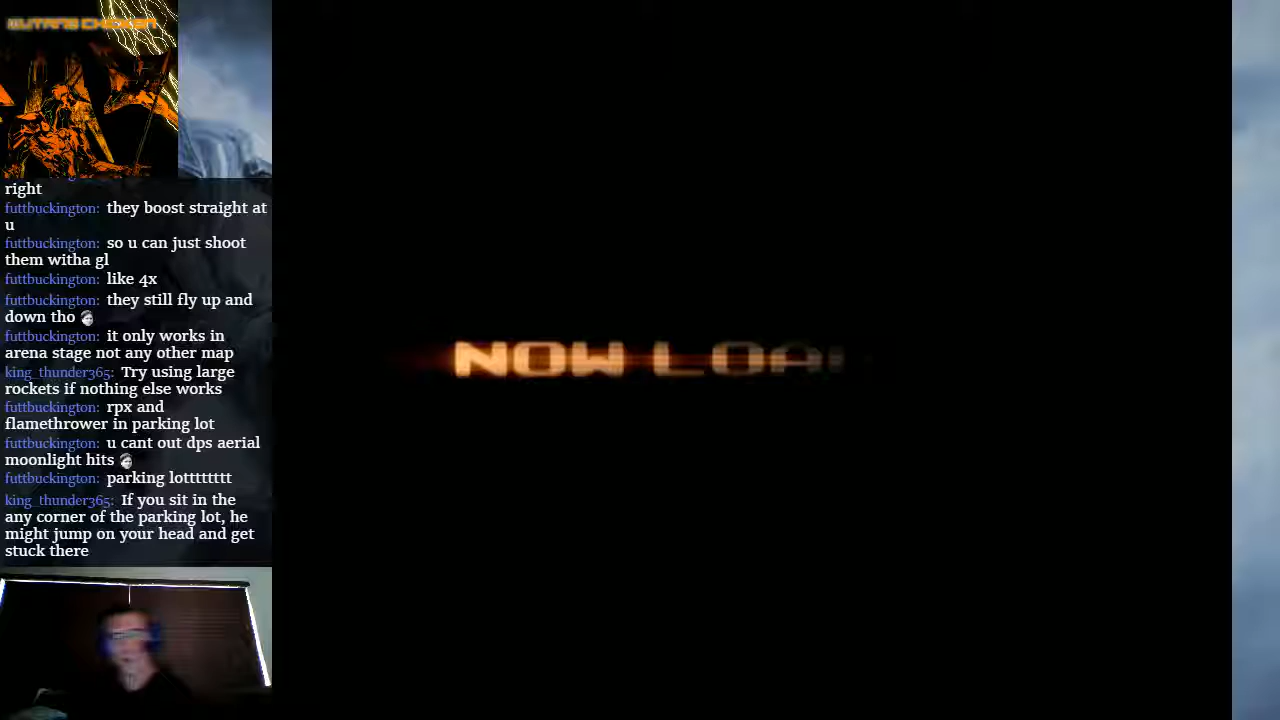 MUTANT CHICKEN
right
futtbuckington: they boost straight at
u
futtbuckington: so u can just shoot
them witha gl
futtbuckington: like 4x
futtbuckington: they still fly up and
down tho
futtbuckington: it only works in
arena stage not any other map
king_thunder365: Try using large
rockets if nothing else works
futtbuckington: rpx and
flamethrower in parking lot
futtbuckington: u cant out dps aerial
moonlight hits
futtbuckington: parking lotttttttt
king_thunder365: If you sit in the
any corner of the parking lot, he
might jump on your head and get
stuck there
NOW LOA